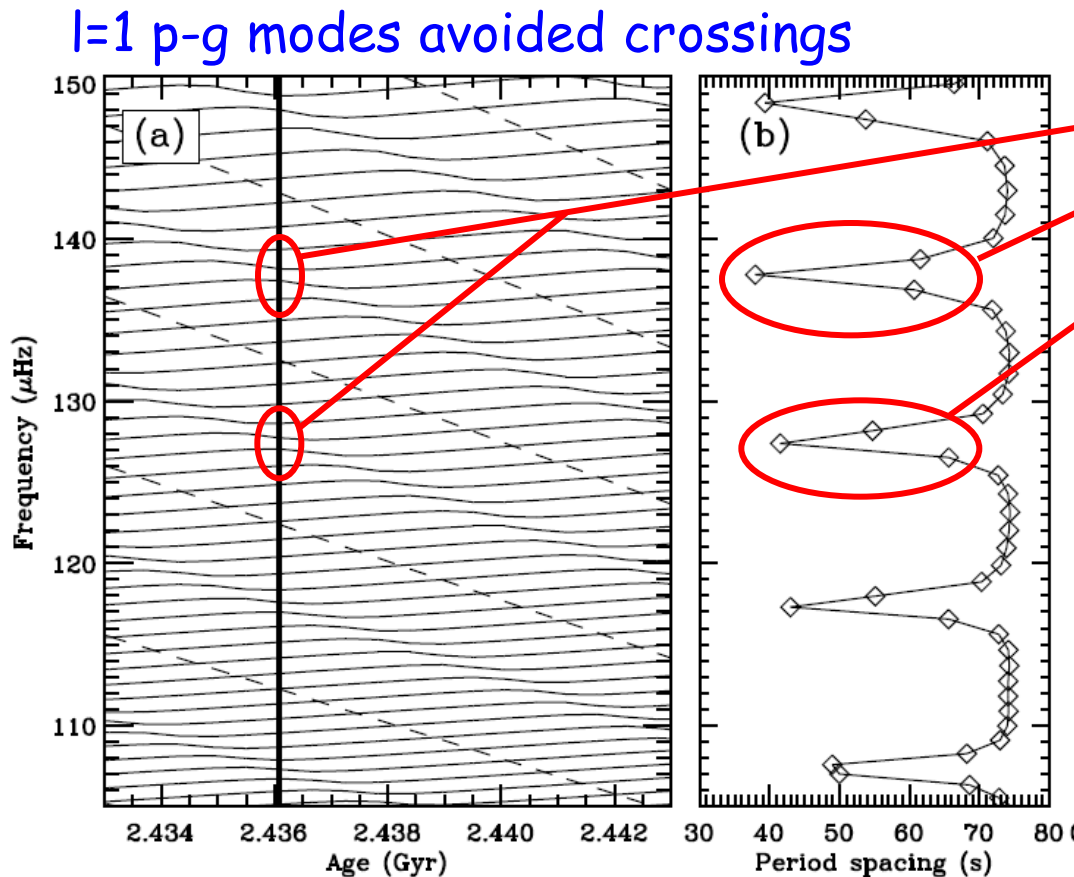 l=1 p-g modes avoided crossings
(a)
(b)
150
140
130
120
110
Frequency (μHz)
2.434 2.436 2.438 2.440 2.442
Age (Gyr)
30 40 50 60 70 80
Period spacing (s)